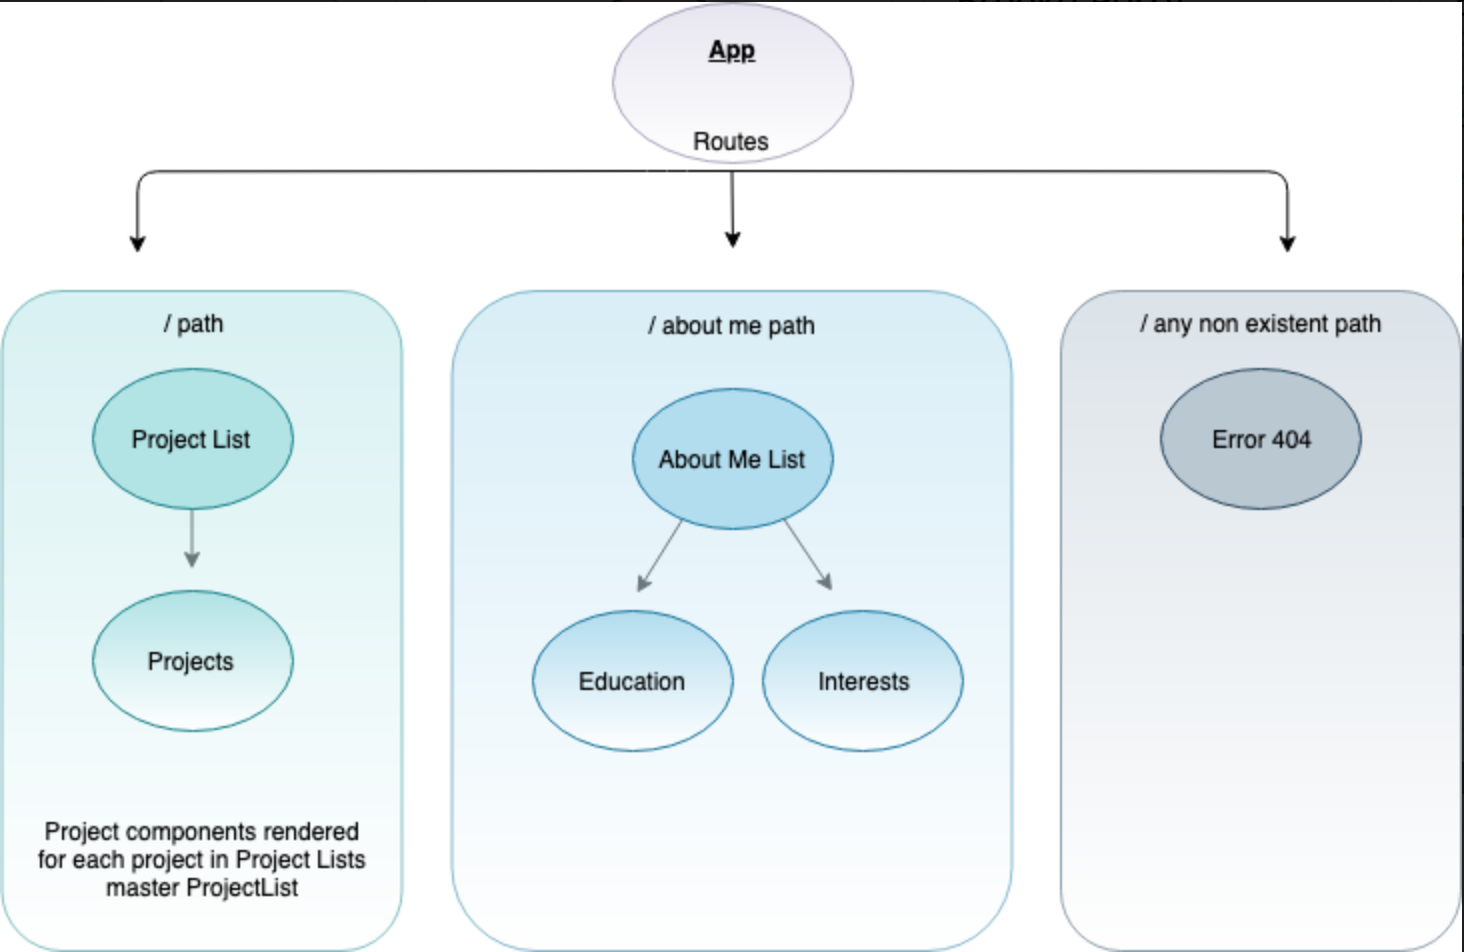 App
Routes
/ path
/ about me path
/ any non existent path
Project List
About Me List
Error 404
Projects
Education
Interests
Project components rendered
for each project in Project Lists
master ProjectList